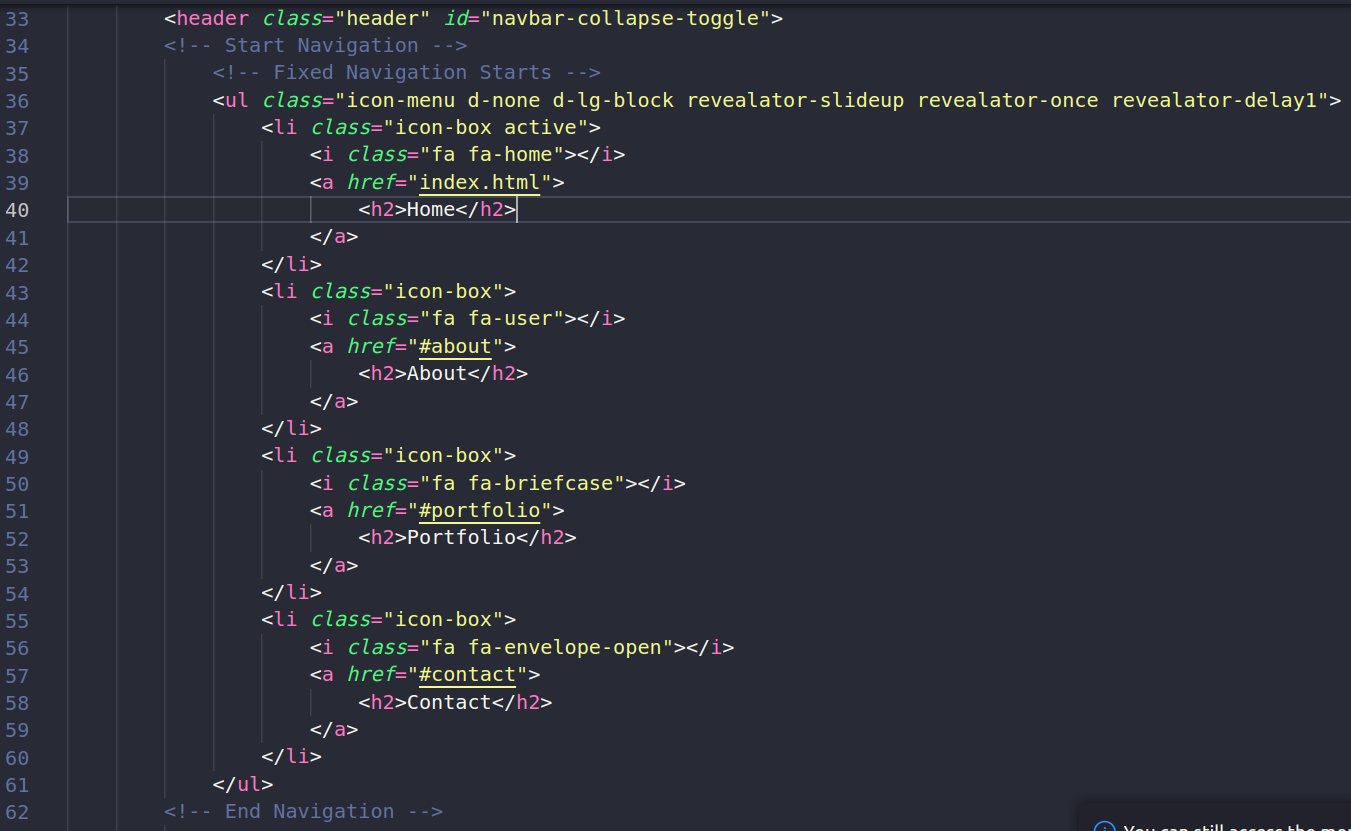 33 <header class="header" id="navbar-collapse-toggle">
34 <!-- Start Navigation -->
35 <!-- Fixed Navigation Starts -->
36 <ul class="icon-menu d-none d-lg-block revealator-slideup revealator-once revealator-delay1">
37 <li class="icon-box active">
38 <i class="fa fa-home"></i>
39 <a href="index.html">
40 <h2>Home</h2>
41 </a>
42 </li>
43 <li class="icon-box">
44 <i class="fa fa-user"></i>
45 <a href="#about">
46 <h2>About</h2>
47 </a>
48 </li>
49 <li class="icon-box">
50 <i class="fa fa-briefcase"></i>
51 <a href="#portfolio">
52 <h2>Portfolio</h2>
53 </a>
54 </li>
55 <li class="icon-box">
56 <i class="fa fa-envelope-open"></i>
57 <a href="#contact">
58 <h2>Contact</h2>
59 </a>
60 </li>
61 </ul>
62 <!-- End Navigation -->
You can still access the